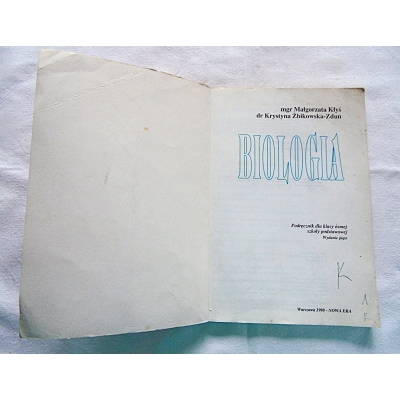 mgr Małgorzata Kłyś
dr Krystyna Żbikowska-Zdun
BIOLOGIA
Podręcznik dla klasy ósmej
szkoły podstawowej
Wydanie piąte
K
1
K
Warszawa 1998 - NOWA ERA